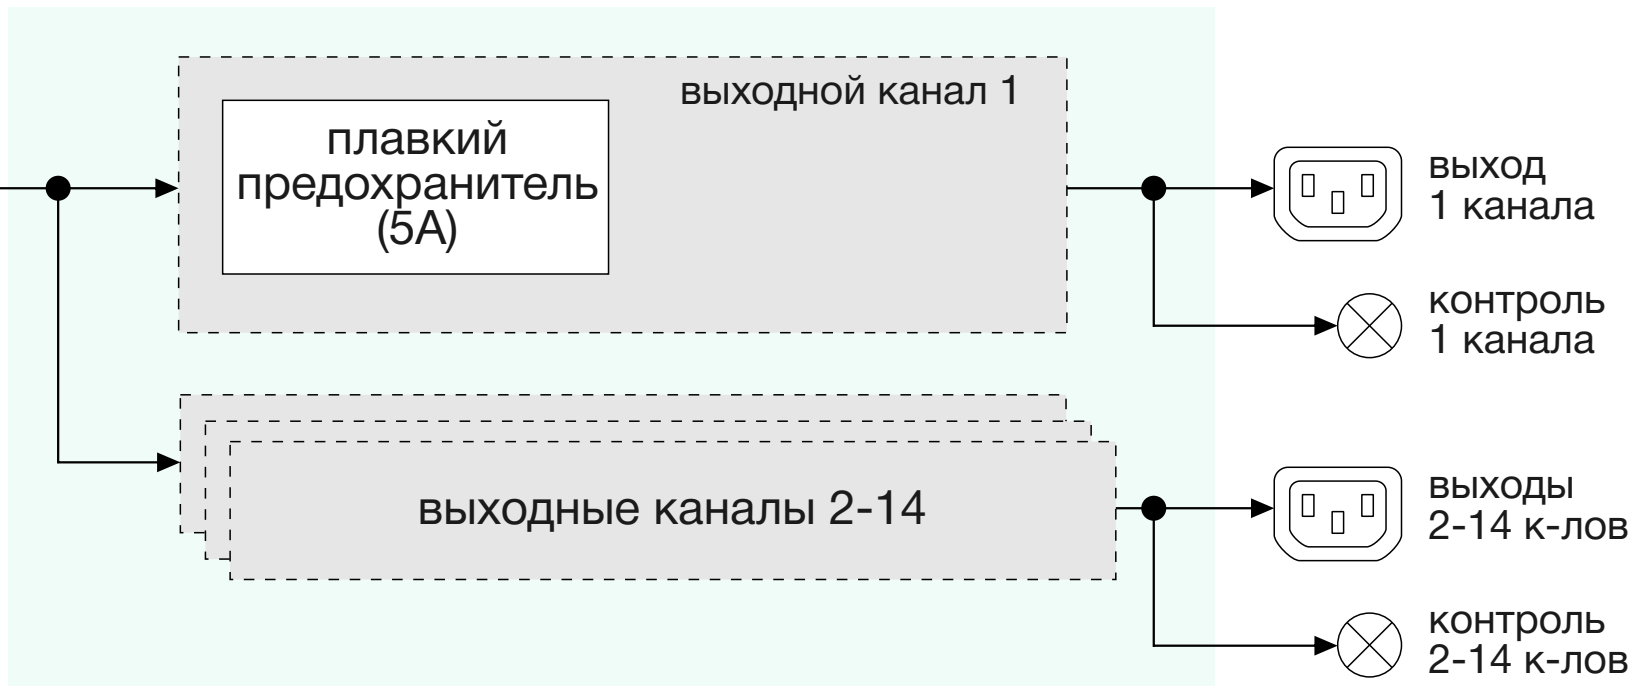 выходной канал 1
плавкий
предохранитель
(5А)
выход
1 канала
контроль
1 канала
выходные каналы 2-14
выходы
2-14 к-лов
контроль
2-14 к-лов